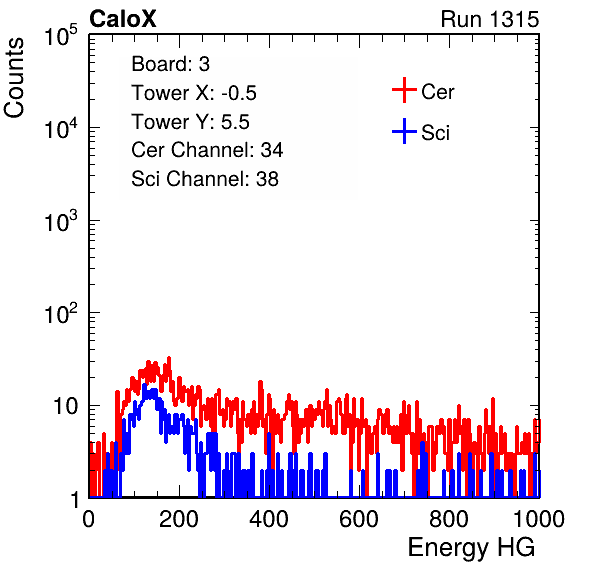 CaloX Run 1315
Counts
Board: 3
Tower X: -0.5
Tower Y: 5.5
Cer Channel: 34
Sci Channel: 38
Cer
Sci
10^5
10^4
10^3
10^2
10
1
0 200 400 600 800 1000
Energy HG